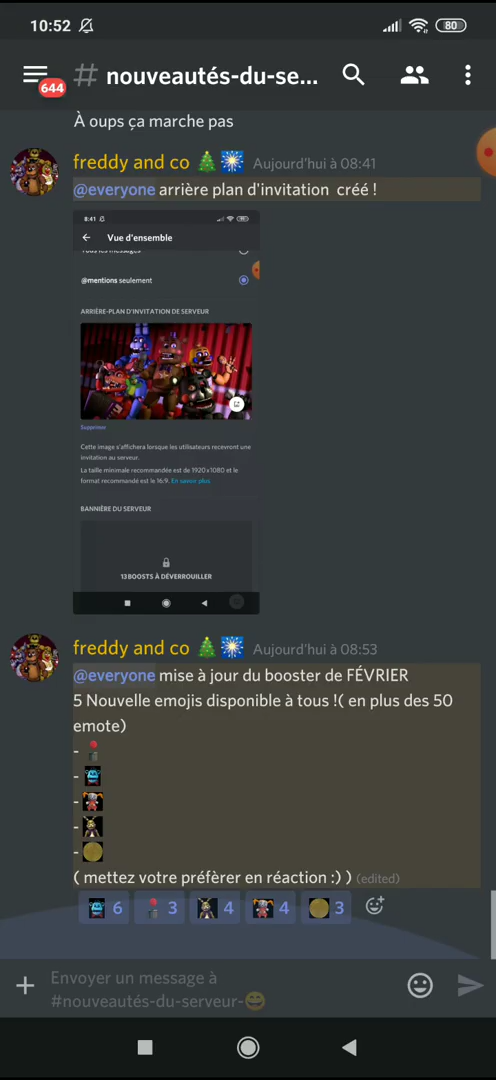 10:52
80
644
# nouveautés-du-se...
À oups ça marche pas
freddy and co 🎄🎆 Aujourd'hui à 08:41
@everyone arrière plan d'invitation créé !
8:41
Vue d'ensemble
@mentions seulement
ARRIÈRE-PLAN D'INVITATION DE SERVEUR
Supprimer
Cette image s'affichera lorsque les utilisateurs recevront une
invitation au serveur.
La taille minimale recommandée est de 1920x1080 et le
format recommandé est le 16:9. En savoir plus.
BANNIÈRE DU SERVEUR
13 BOOSTS À DÉVERROUILLER
freddy and co 🎄🎆 Aujourd'hui à 08:53
@everyone mise à jour du booster de FÉVRIER
5 Nouvelle emojis disponible à tous !( en plus des 50
emote)
-
-
-
-
-
( mettez votre préfèrer en réaction :) ) (edited)
6 3 4 4 3
Envoyer un message à
#nouveautés-du-serveur-😄